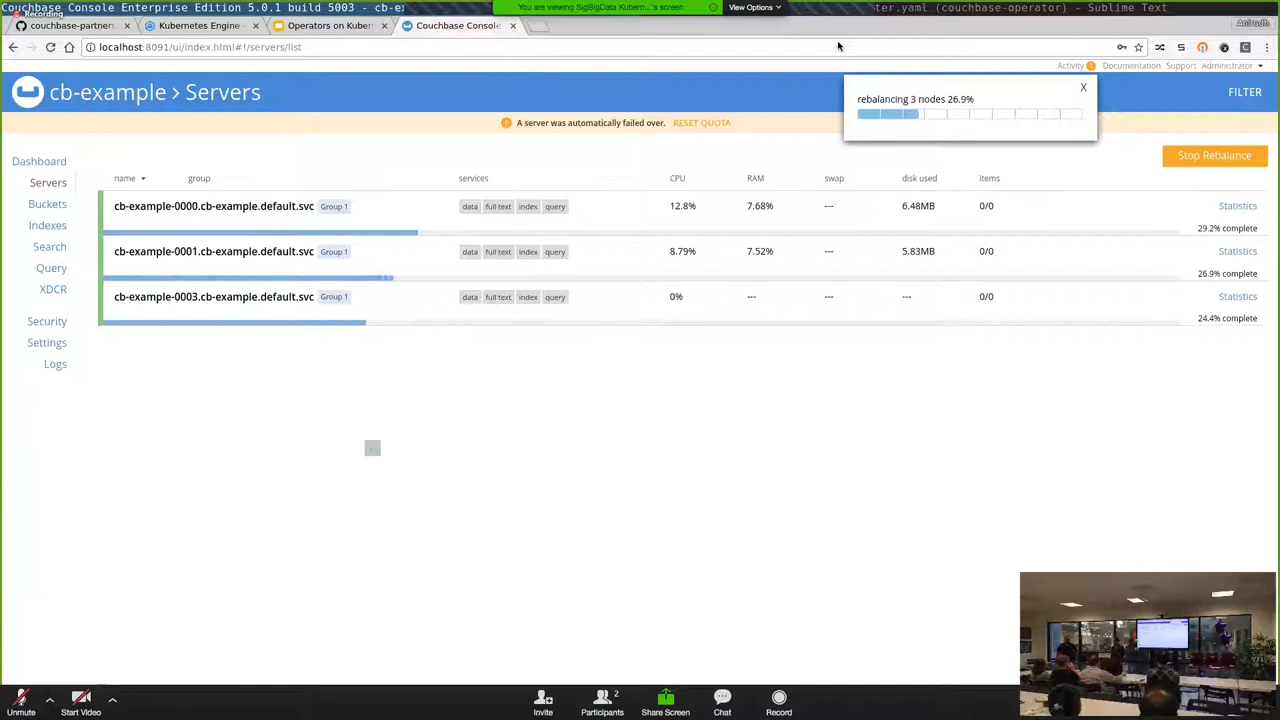 Recording
Couchbase Console Enterprise Edition 5.0.1 build 5003 - cb-e
You are viewing SigBigData Kubern...'s screen
View Options
ter.yaml (couchbase-operator) - Sublime Text
couchbase-partners
Kubernetes Engine -
Operators on Kubern
Couchbase Console
Anirudh
localhost:8091/ui/index.html#!/servers/list
Activity
Documentation
Support
Administrator
cb-example > Servers
rebalancing 3 nodes 26.9%
X
FILTER
A server was automatically failed over. RESET QUOTA
Stop Rebalance
Dashboard
Servers
Buckets
Indexes
Search
Query
XDCR
Security
Settings
Logs
name group services CPU RAM swap disk used items
cb-example-0000.cb-example.default.svc Group 1 data full text index query 12.8% 7.68% --- 6.48MB 0/0 Statistics
29.2% complete
cb-example-0001.cb-example.default.svc Group 1 data full text index query 8.79% 7.52% --- 5.83MB 0/0 Statistics
26.9% complete
cb-example-0003.cb-example.default.svc Group 1 data full text index query 0% --- --- --- 0/0 Statistics
24.4% complete
Unmute
Start Video
Invite
2
Participants
Share Screen
Chat
Record